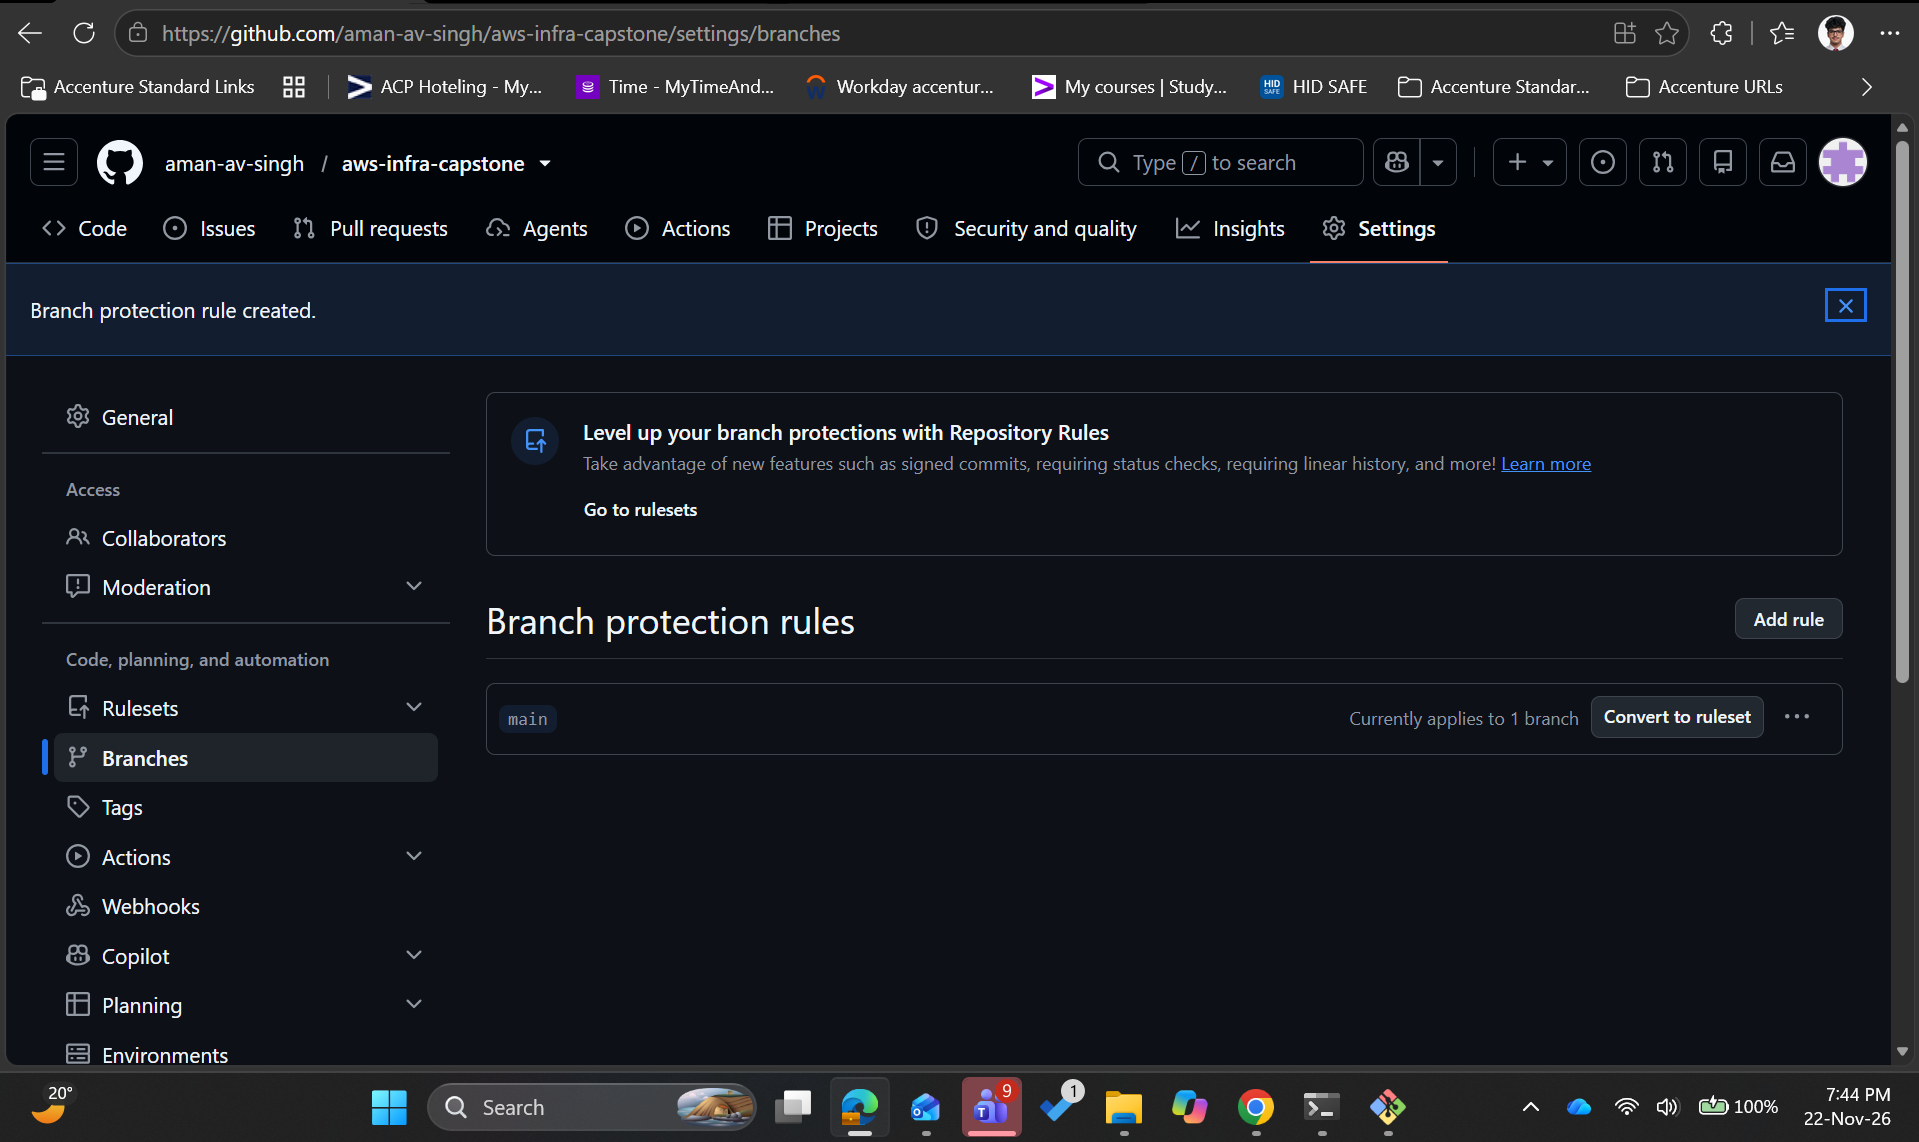 https://github.com/aman-av-singh/aws-infra-capstone/settings/branches
Accenture Standard Links
ACP Hoteling - My...
Time - MyTimeAnd...
Workday accentur...
My courses | Study...
HID SAFE
HID SAFE
Accenture Standar...
Accenture URLs
aman-av-singh / aws-infra-capstone
Type / to search
Code
Issues
Pull requests
Agents
Actions
Projects
Security and quality
Insights
Settings
Branch protection rule created.
General
Access
Collaborators
Moderation
Code, planning, and automation
Rulesets
Branches
Tags
Actions
Webhooks
Copilot
Planning
Environments
Level up your branch protections with Repository Rules
Take advantage of new features such as signed commits, requiring status checks, requiring linear history, and more! Learn more
Go to rulesets
Branch protection rules
Add rule
main
Currently applies to 1 branch
Convert to ruleset
20°
Search
9
1
100%
7:44 PM
22-Nov-26